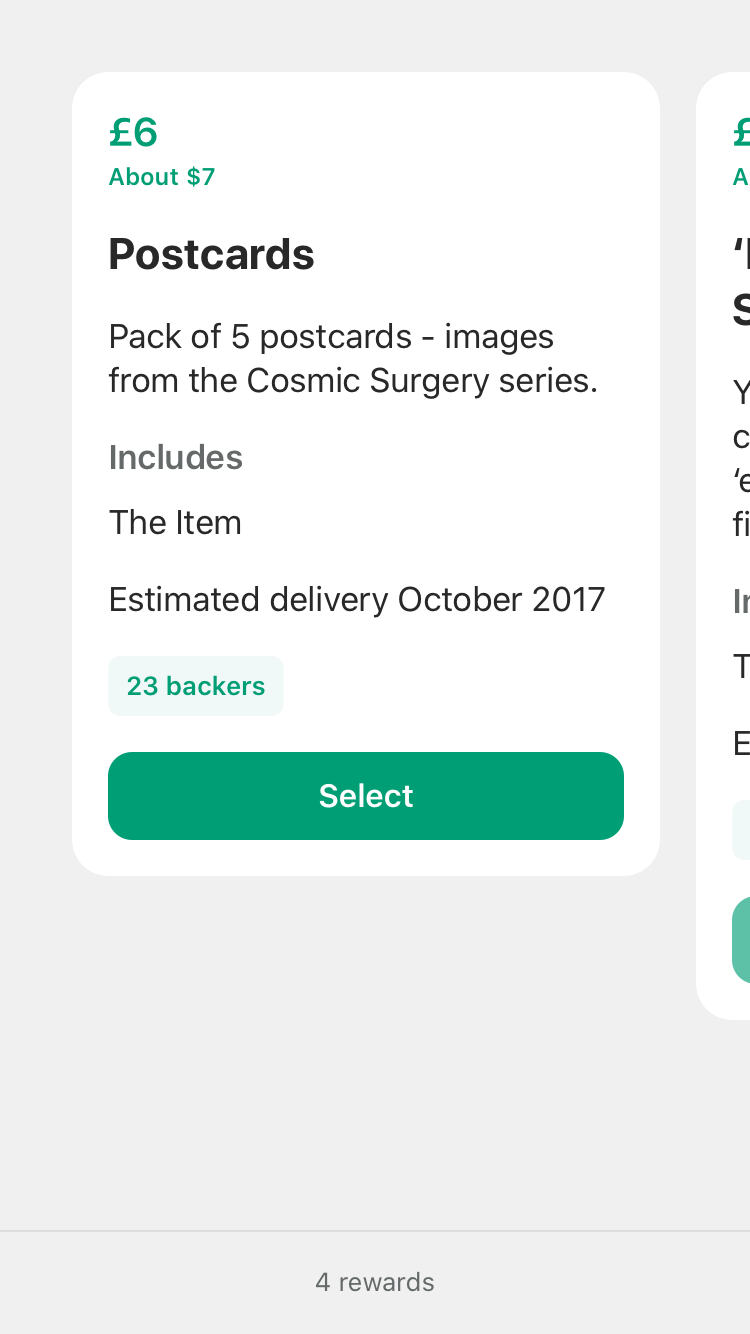 £6
About $7
Postcards
Pack of 5 postcards - images
from the Cosmic Surgery series.
Includes
The Item
Estimated delivery October 2017
23 backers
Select
4 rewards